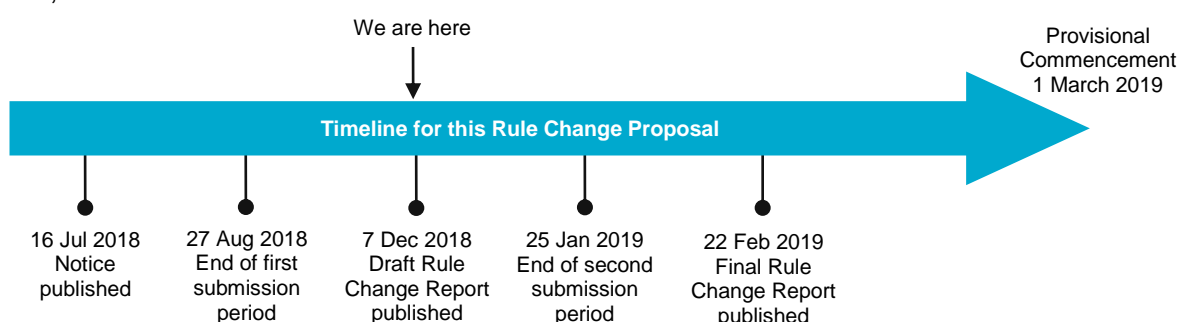 We are here
Provisional
Commencement
1 March 2019
Timeline for this Rule Change Proposal
16 Jul 2018
Notice
published
27 Aug 2018
End of first
submission
period
7 Dec 2018
Draft Rule
Change Report
published
25 Jan 2019
End of second
submission
period
22 Feb 2019
Final Rule
Change Report
published